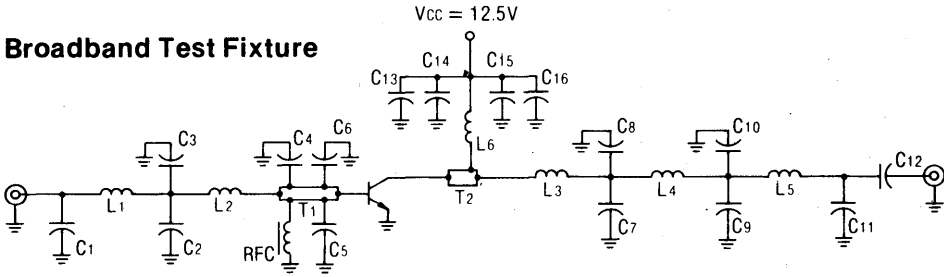 Vcc = 12.5V
Broadband Test Fixture
C13 C14 C15 C16
C3 C4 C6 L6 C8 C10 C12
L1 L2 T1 T2 L3 L4 L5
C1 C2 RFC C5 C7 C9 C11